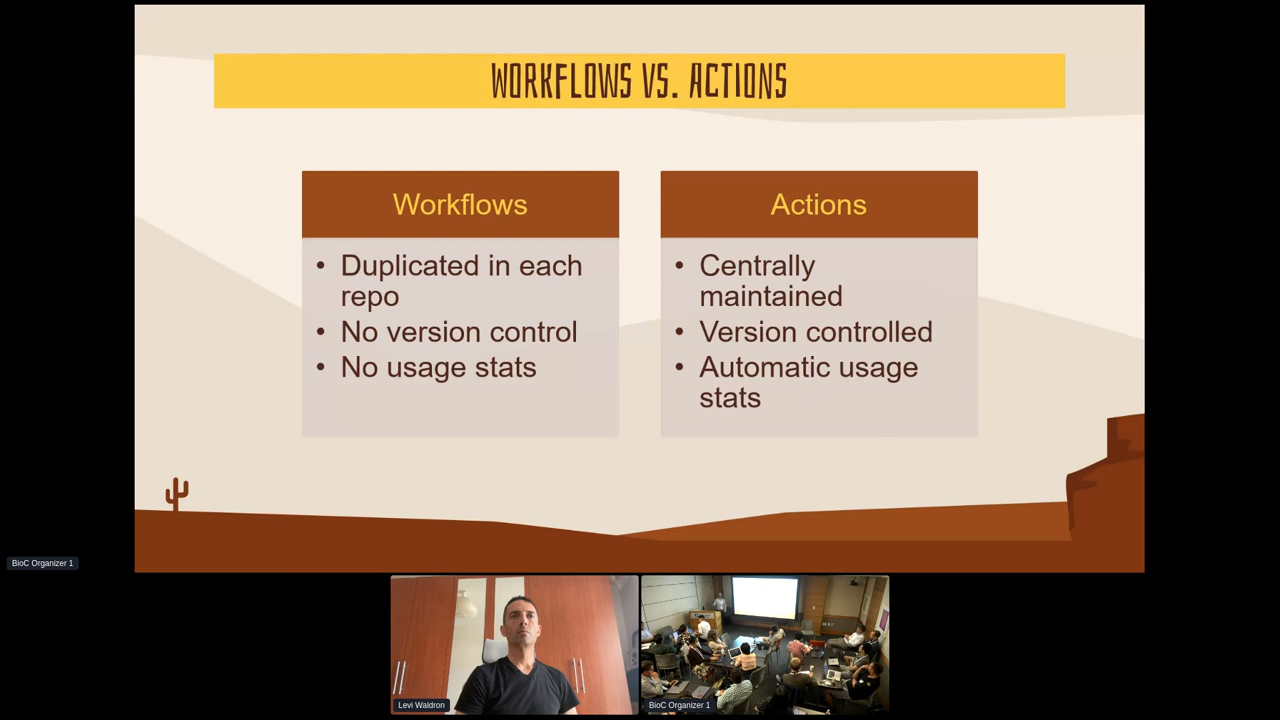 WORKFLOWS VS. ACTIONS
Workflows
• Duplicated in each
repo
• No version control
• No usage stats
Actions
• Centrally
maintained
• Version controlled
• Automatic usage
stats
BioC Organizer 1
Levi Waldron
BioC Organizer 1